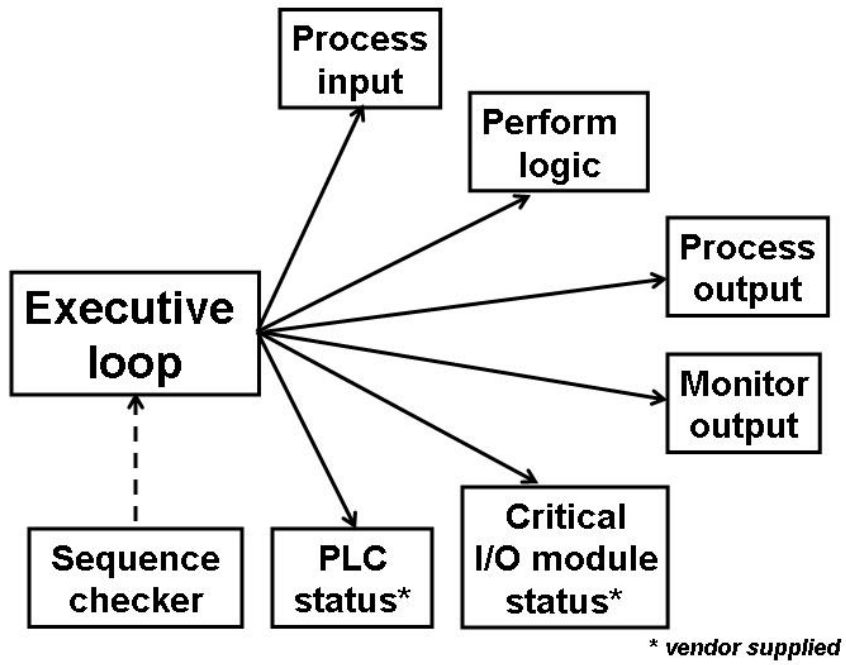 Process
input
Perform
logic
Process
output
Executive
loop
Monitor
output
Sequence
checker
PLC
status*
Critical
I/O module
status*
* vendor supplied